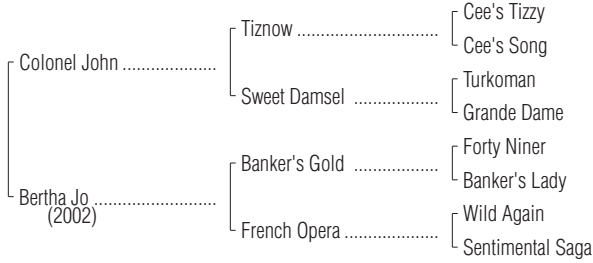 Cee's Tizzy
Tiznow ..................................
Cee's Song
Colonel John ......................
Turkoman
Sweet Damsel ....................
Grande Dame
Forty Niner
Banker's Gold ....................
Banker's Lady
Bertha Jo .............................
(2002)
Wild Again
French Opera ......................
Sentimental Saga